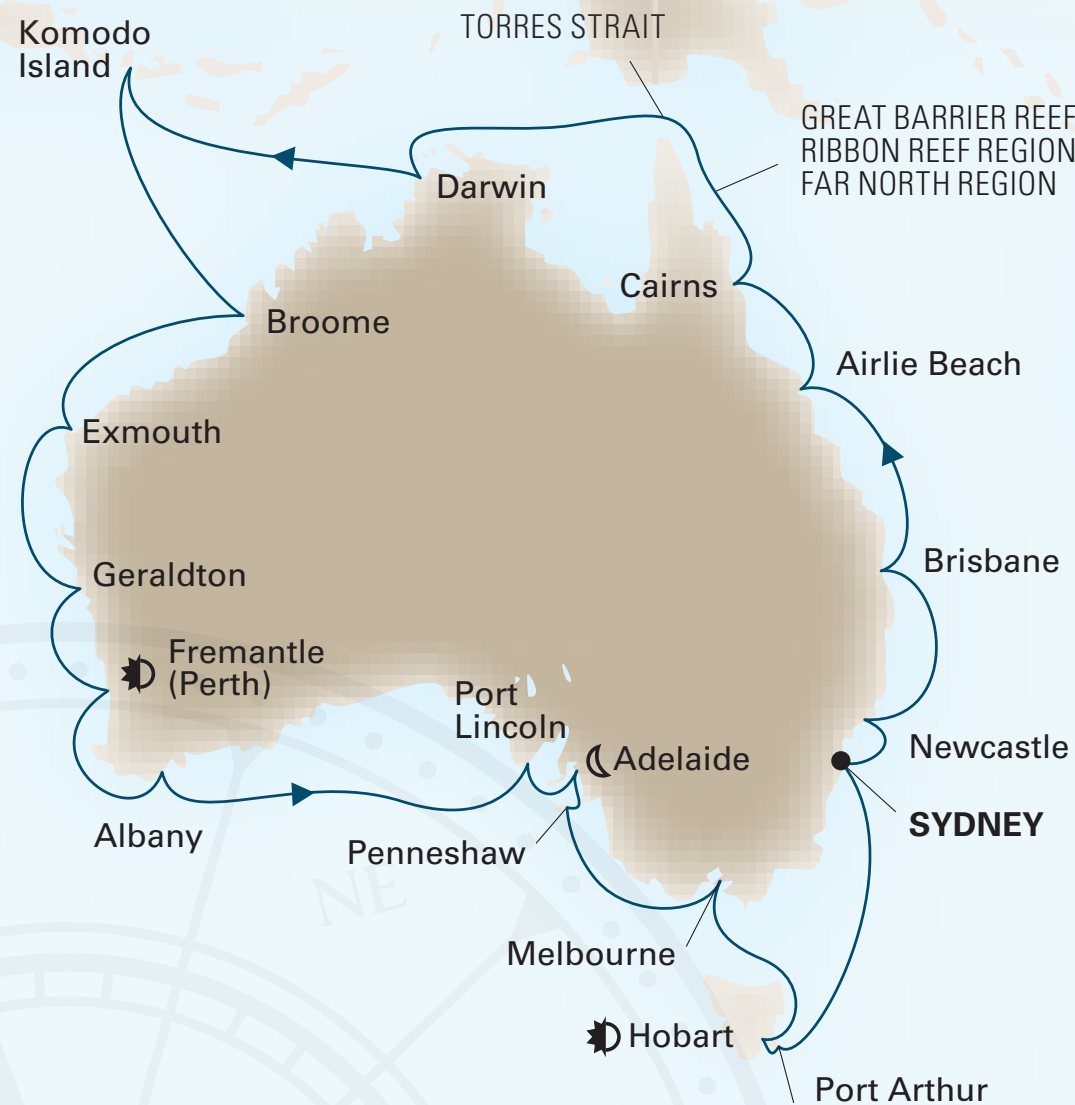 Komodo
Island
TORRES STRAIT
GREAT BARRIER REEF
RIBBON REEF REGION
FAR NORTH REGION
Darwin
Cairns
Broome
Airlie Beach
Exmouth
Brisbane
Geraldton
Fremantle
(Perth)
Port
Lincoln
Adelaide
Newcastle
SYDNEY
Albany
Penneshaw
NE
Melbourne
Hobart
Port Arthur